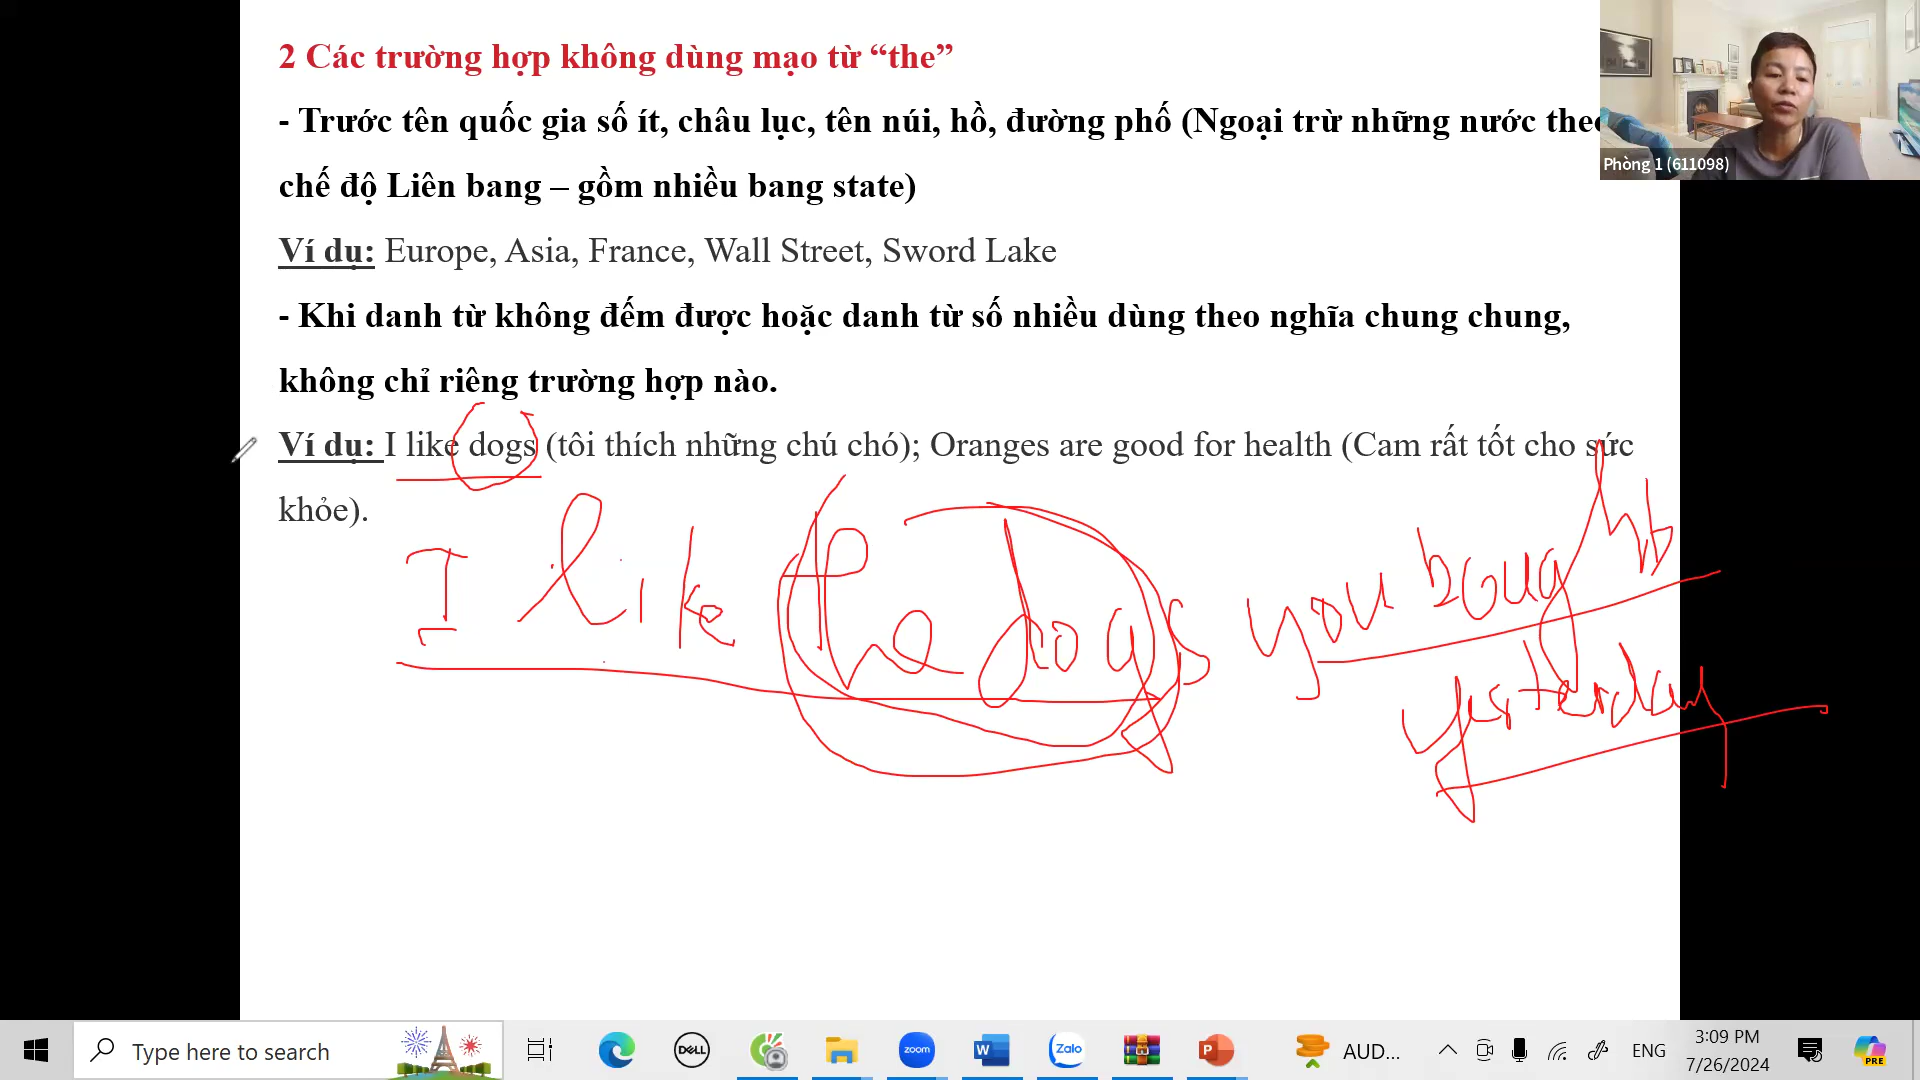 2 Các trường hợp không dùng mạo từ “the”
- Trước tên quốc gia số ít, châu lục, tên núi, hồ, đường phố (Ngoại trừ những nước theo
chế độ Liên bang – gồm nhiều bang state)
Phòng 1 (611098)
Ví dụ: Europe, Asia, France, Wall Street, Sword Lake
- Khi danh từ không đếm được hoặc danh từ số nhiều dùng theo nghĩa chung chung,
không chỉ riêng trường hợp nào.
Ví dụ: I like dogs (tôi thích những chú chó); Oranges are good for health (Cam rất tốt cho sức
khỏe).
I like the dogs you bought
yesterday
Type here to search
DELL
zoom
W
Zalo
P
AUD...
ENG
3:09 PM
7/26/2024
PRE